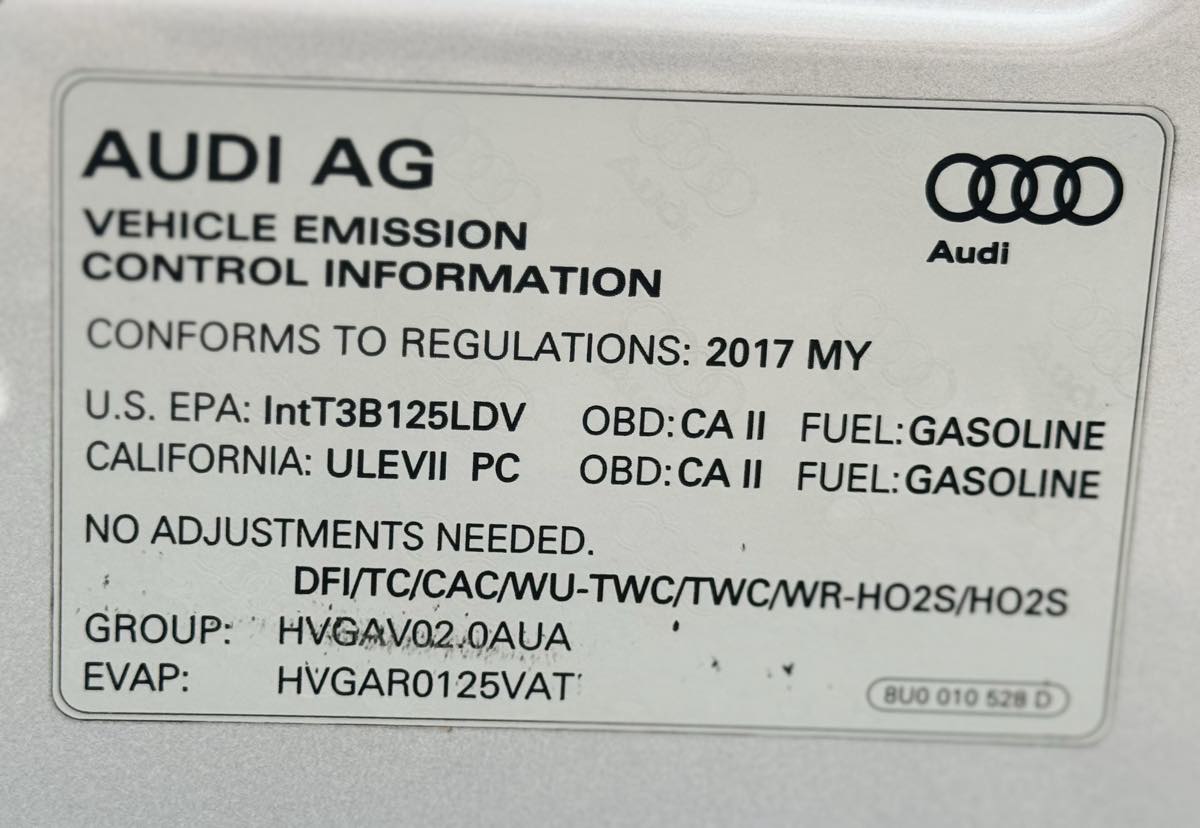 AUDI AG
VEHICLE EMISSION
CONTROL INFORMATION
Audi
CONFORMS TO REGULATIONS: 2017 MY
U.S. EPA: IntT3B125LDV OBD: CA II FUEL: GASOLINE
CALIFORNIA: ULEVII PC OBD: CA II FUEL: GASOLINE
NO ADJUSTMENTS NEEDED.
DFI/TC/CAC/WU-TWC/TWC/WR-HO2S/HO2S
GROUP: HVGAV02.0AUA
EVAP: HVGAR0125VAT
8U0 010 528 D